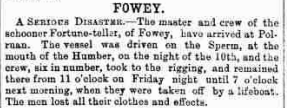 FOWEY.
A SERIOUS DISASTER.—The master and crew of the
schooner Fortune-teller, of Fowey, have arrived at Pol-
ruan. The vessel was driven on the Sperm, at the
mouth of the Humber, on the night of the 10th, and the
crew, six in number, took to the rigging, and remained
there from 11 o'clock on Friday night until 7 o'clock
next morning, when they were taken off by a lifeboat.
The men lost all their clothes and effects.